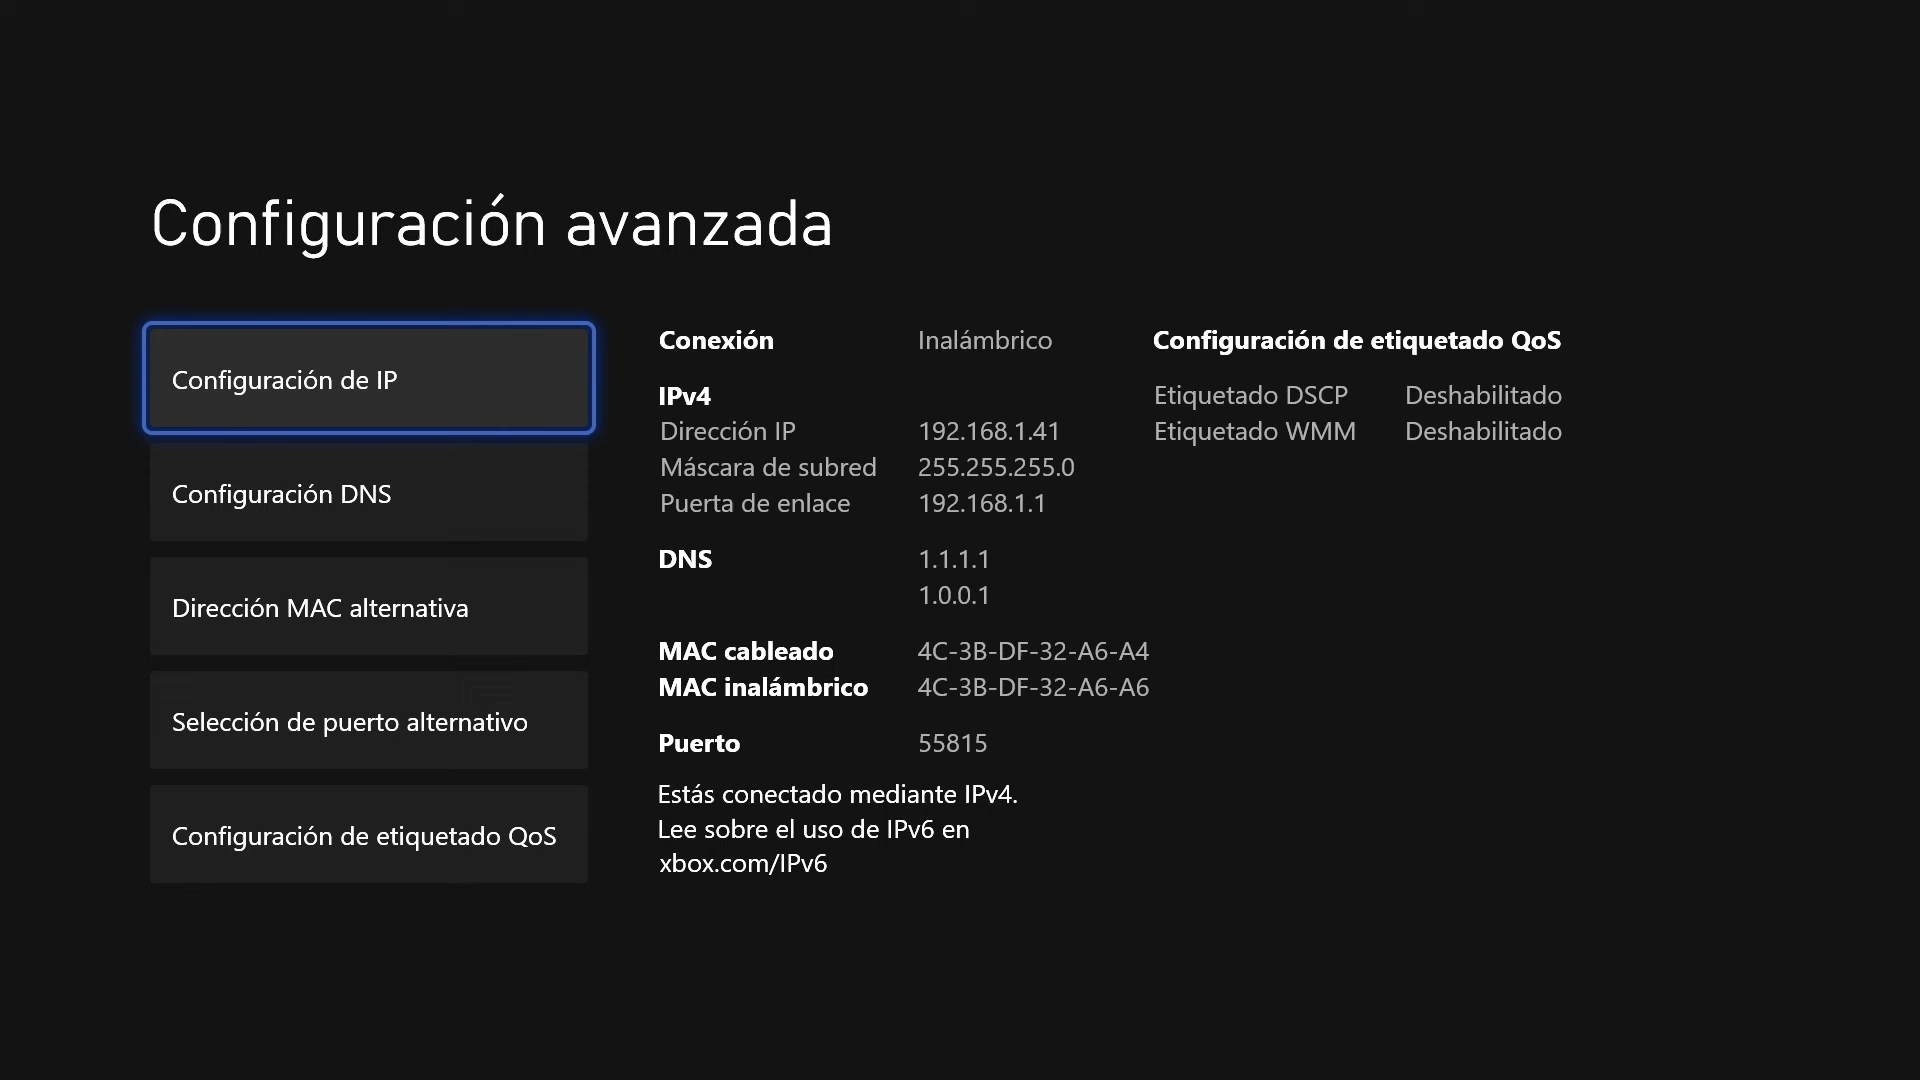 Configuración avanzada
Configuración de IP
Configuración DNS
Dirección MAC alternativa
Selección de puerto alternativo
Configuración de etiquetado QoS
Conexión Inalámbrico
IPv4
Dirección IP 192.168.1.41
Máscara de subred 255.255.255.0
Puerta de enlace 192.168.1.1
DNS 1.1.1.1
1.0.0.1
MAC cableado 4C-3B-DF-32-A6-A4
MAC inalámbrico 4C-3B-DF-32-A6-A6
Puerto 55815
Estás conectado mediante IPv4.
Lee sobre el uso de IPv6 en
xbox.com/IPv6
Configuración de etiquetado QoS
Etiquetado DSCP Deshabilitado
Etiquetado WMM Deshabilitado